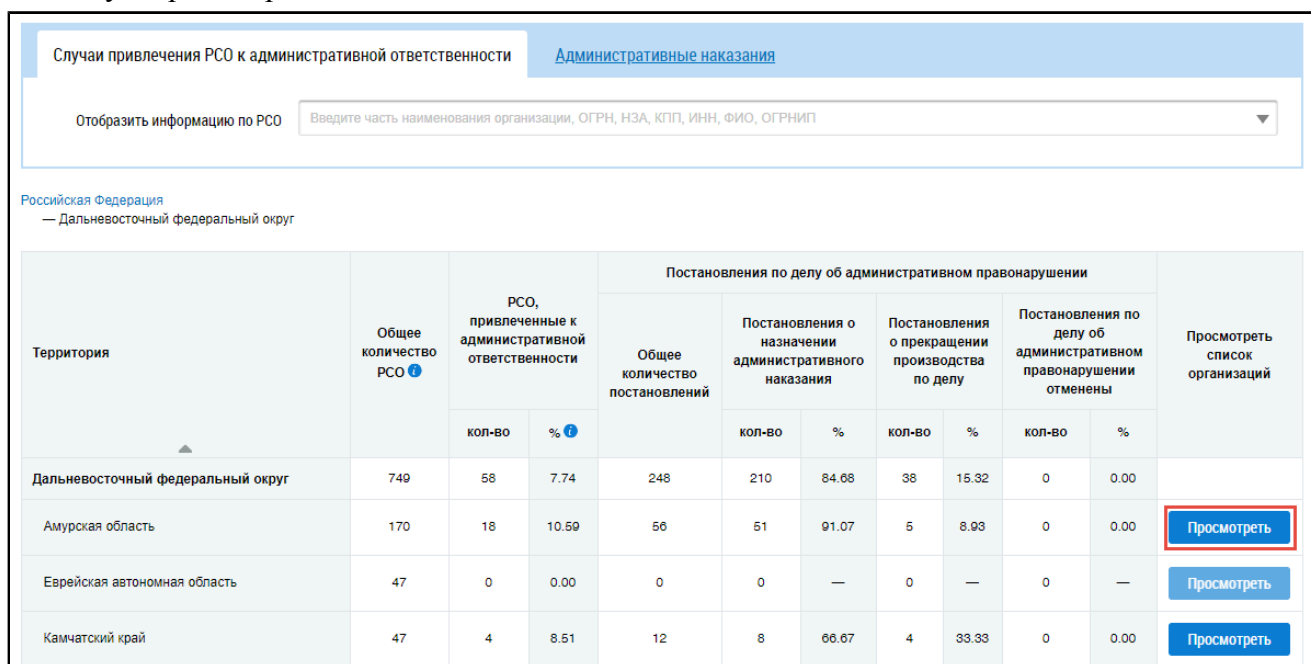 Случаи привлечения РСО к административной ответственности
Административные наказания
Отобразить информацию по РСО
Введите часть наименования организации, ОГРН, НЗА, КПП, ИНН, ФИО, ОГРНИП
Российская Федерация
— Дальневосточный федеральный округ
Территория
Общее
количество
РСО
РСО,
привлеченные к
административной
ответственности
Постановления по делу об административном правонарушении
Общее
количество
постановлений
Постановления о
назначении
административного
наказания
Постановления
о прекращении
производства
по делу
Постановления по
делу об
административном
правонарушении
отменены
Просмотреть
список
организаций
кол-во % кол-во % кол-во % кол-во %
Дальневосточный федеральный округ 749 58 7.74 248 210 84.68 38 15.32 0 0.00
Амурская область 170 18 10.59 56 51 91.07 5 8.93 0 0.00 Просмотреть
Еврейская автономная область 47 0 0.00 0 0 — 0 — 0 — Просмотреть
Камчатский край 47 4 8.51 12 8 66.67 4 33.33 0 0.00 Просмотреть